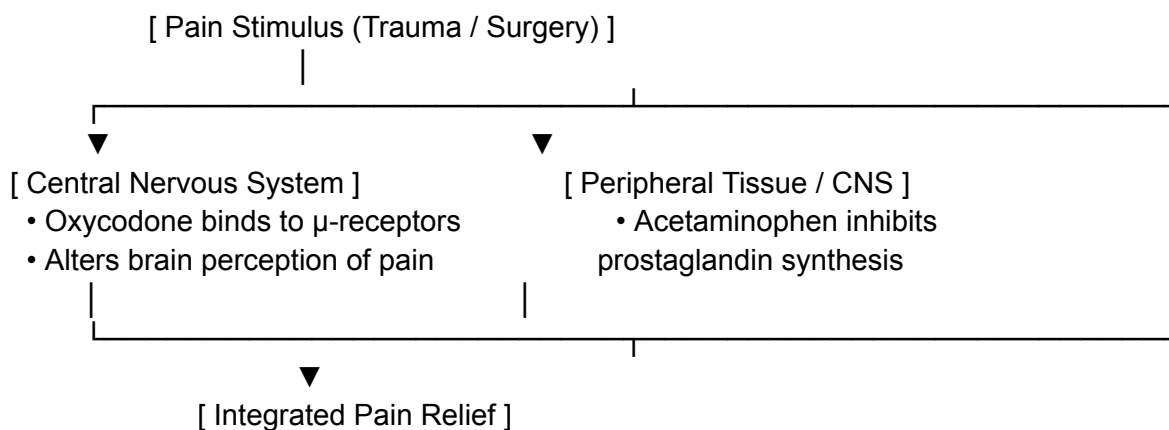 [ Pain Stimulus (Trauma / Surgery) ]
[ Central Nervous System ]
• Oxycodone binds to μ-receptors
• Alters brain perception of pain
[ Peripheral Tissue / CNS ]
• Acetaminophen inhibits
prostaglandin synthesis
[ Integrated Pain Relief ]